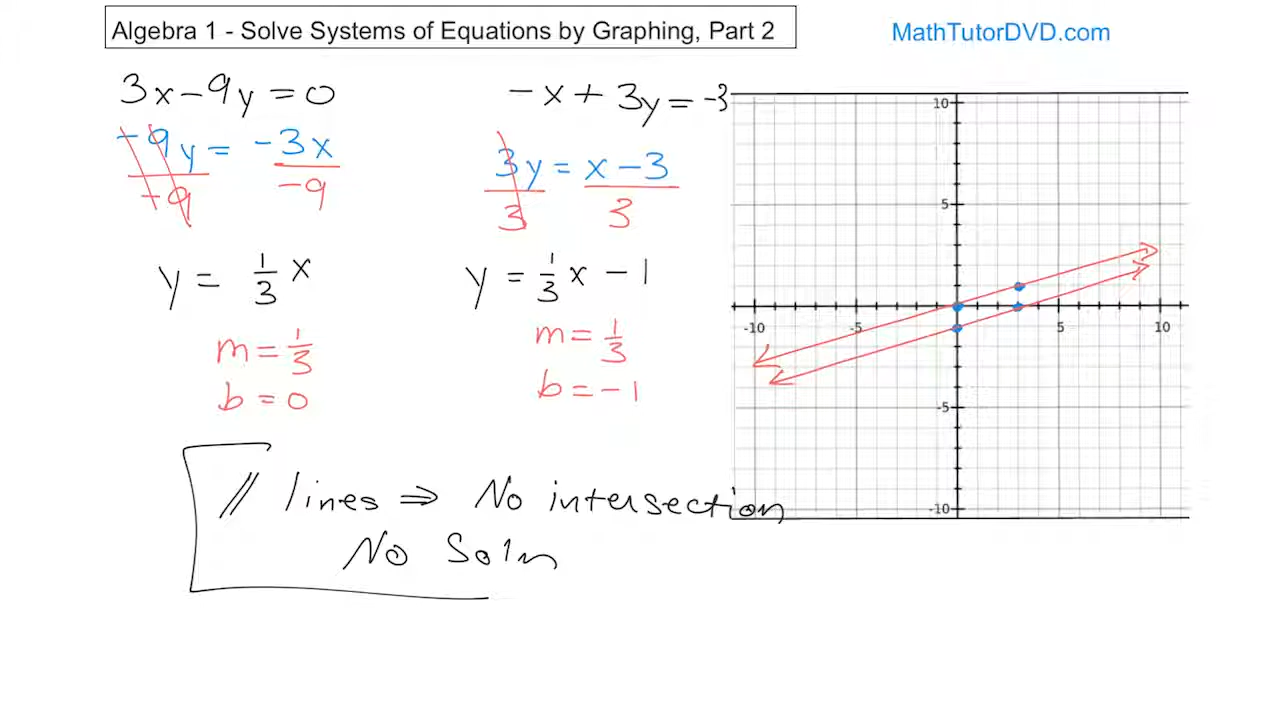 Algebra 1 - Solve Systems of Equations by Graphing, Part 2
MathTutorDVD.com
3x - 9y = 0
-9y = -3x
-9 -9
y = 1/3 x
m = 1/3
b = 0
-x + 3y = -3
3y = x - 3
3 3
y = 1/3 x - 1
m = 1/3
b = -1
// lines ⇒ No intersection
No Soln
10
5
-10 -5 5 10
-5
-10